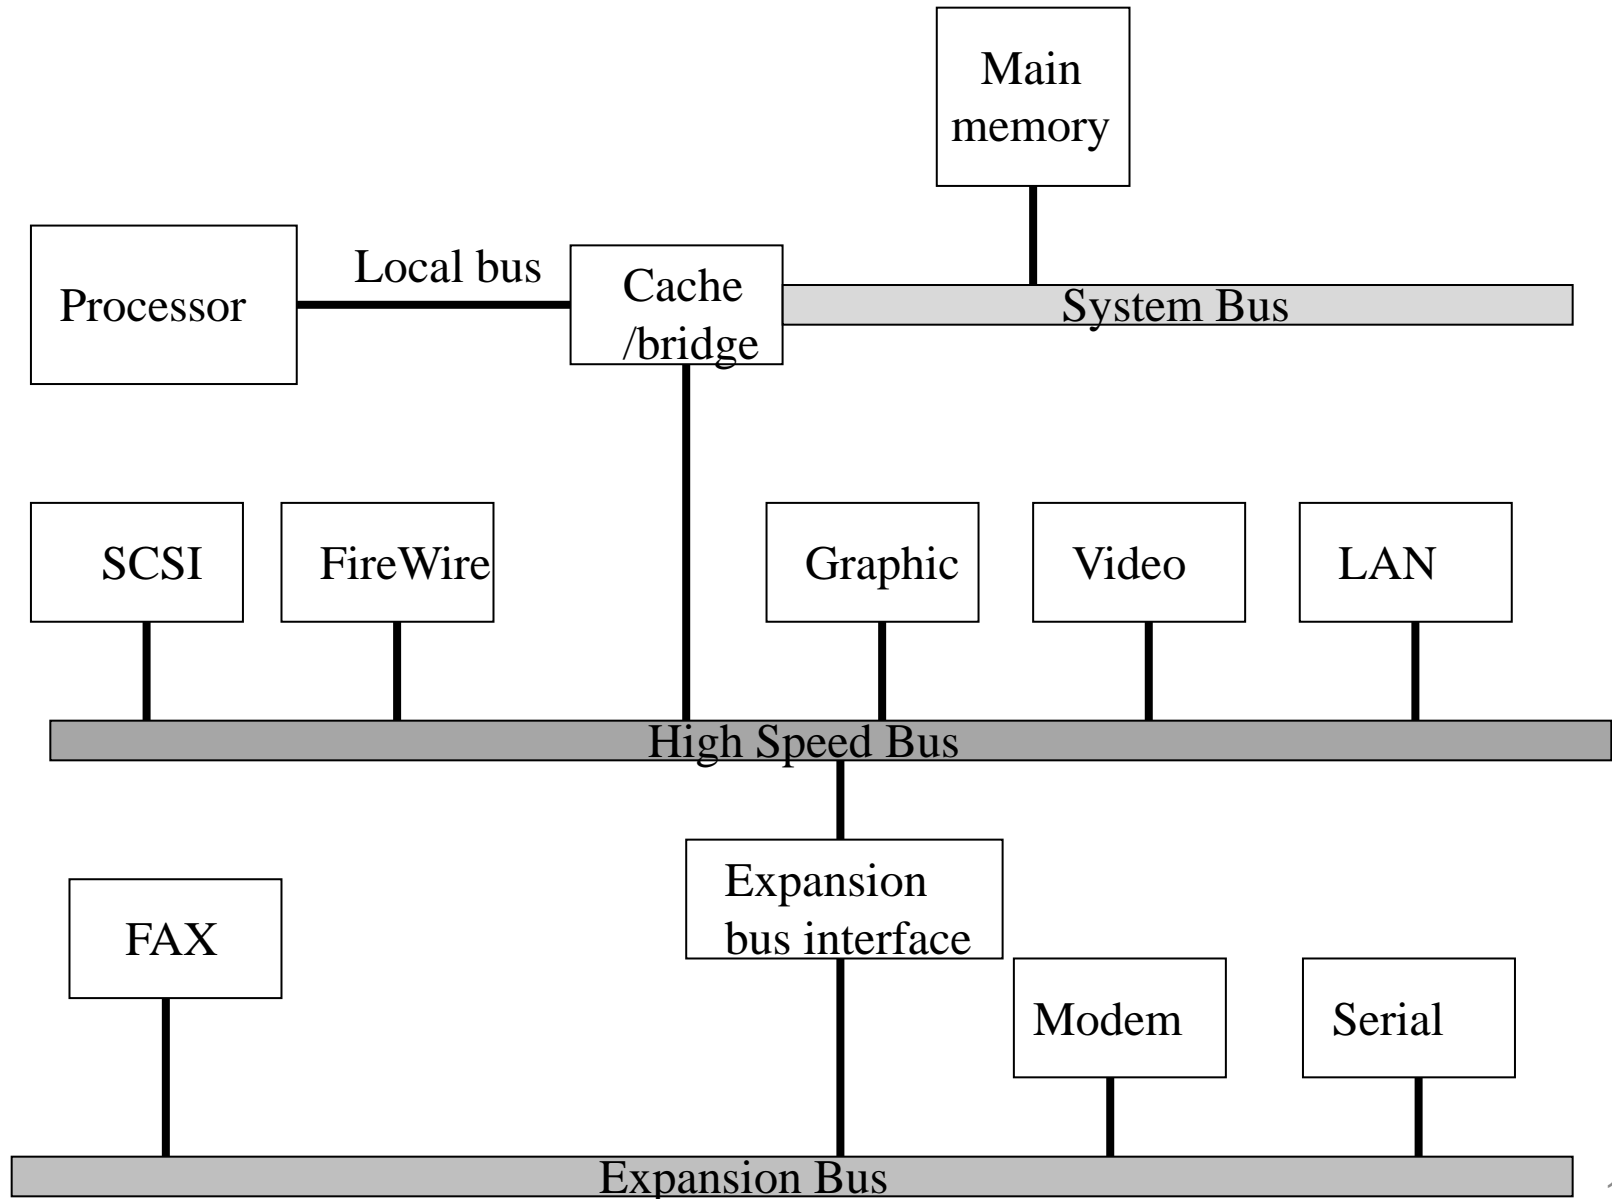 Main
memory
Local bus
Processor
Cache
/bridge
System Bus
SCSI
FireWire
Graphic
Video
LAN
High Speed Bus
Expansion
bus interface
FAX
Modem
Serial
Expansion Bus